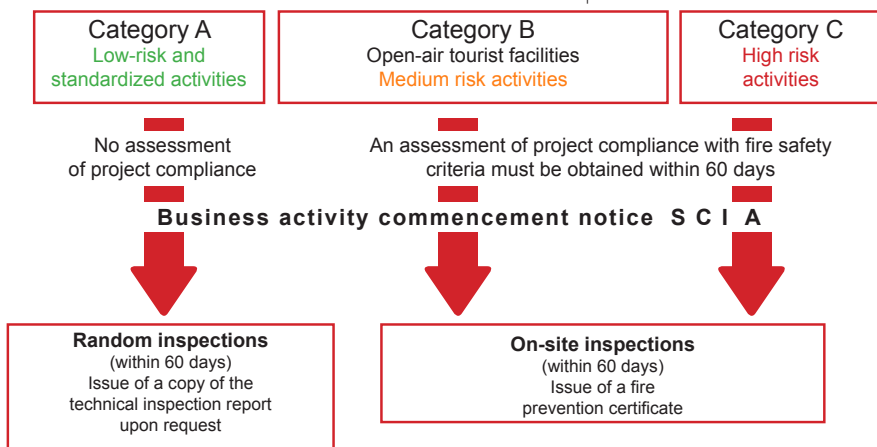 Category A
Low-risk and
standardized activities
Category B
Open-air tourist facilities
Medium risk activities
Category C
High risk
activities
No assessment
of project compliance
An assessment of project compliance with fire safety
criteria must be obtained within 60 days
Business activity commencement notice S C I A
Random inspections
(within 60 days)
Issue of a copy of the
technical inspection report
upon request
On-site inspections
(within 60 days)
Issue of a fire
prevention certificate